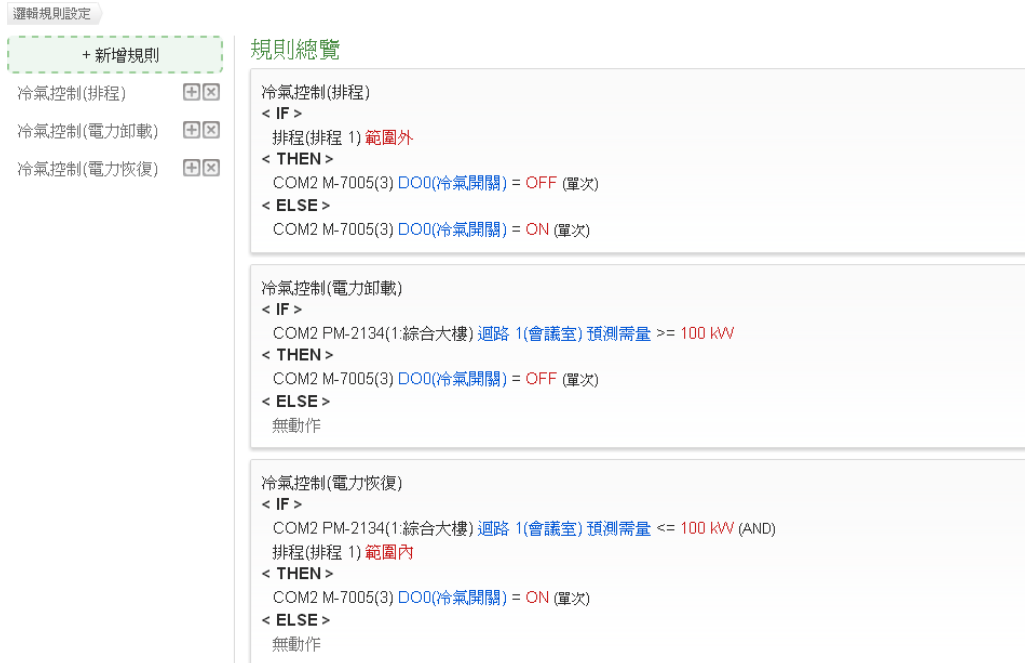 邏輯規則設定
+ 新增規則
冷氣控制(排程)
冷氣控制(電力卸載)
冷氣控制(電力恢復)
規則總覽
冷氣控制(排程)
< IF >
排程(排程 1) 範圍外
< THEN >
COM2 M-7005(3) DO0(冷氣開關) = OFF (單次)
< ELSE >
COM2 M-7005(3) DO0(冷氣開關) = ON (單次)
冷氣控制(電力卸載)
< IF >
COM2 PM-2134(1:綜合大樓) 迴路 1(會議室) 預測需量 >= 100 kW
< THEN >
COM2 M-7005(3) DO0(冷氣開關) = OFF (單次)
< ELSE >
無動作
冷氣控制(電力恢復)
< IF >
COM2 PM-2134(1:綜合大樓) 迴路 1(會議室) 預測需量 <= 100 kW (AND)
排程(排程 1) 範圍內
< THEN >
COM2 M-7005(3) DO0(冷氣開關) = ON (單次)
< ELSE >
無動作